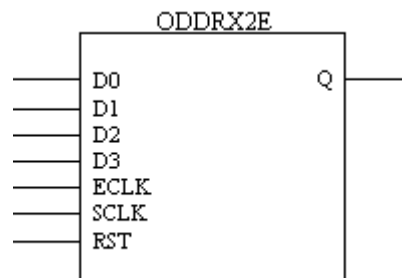 ODDRX2E
D0 Q
D1
D2
D3
ECLK
SCLK
RST